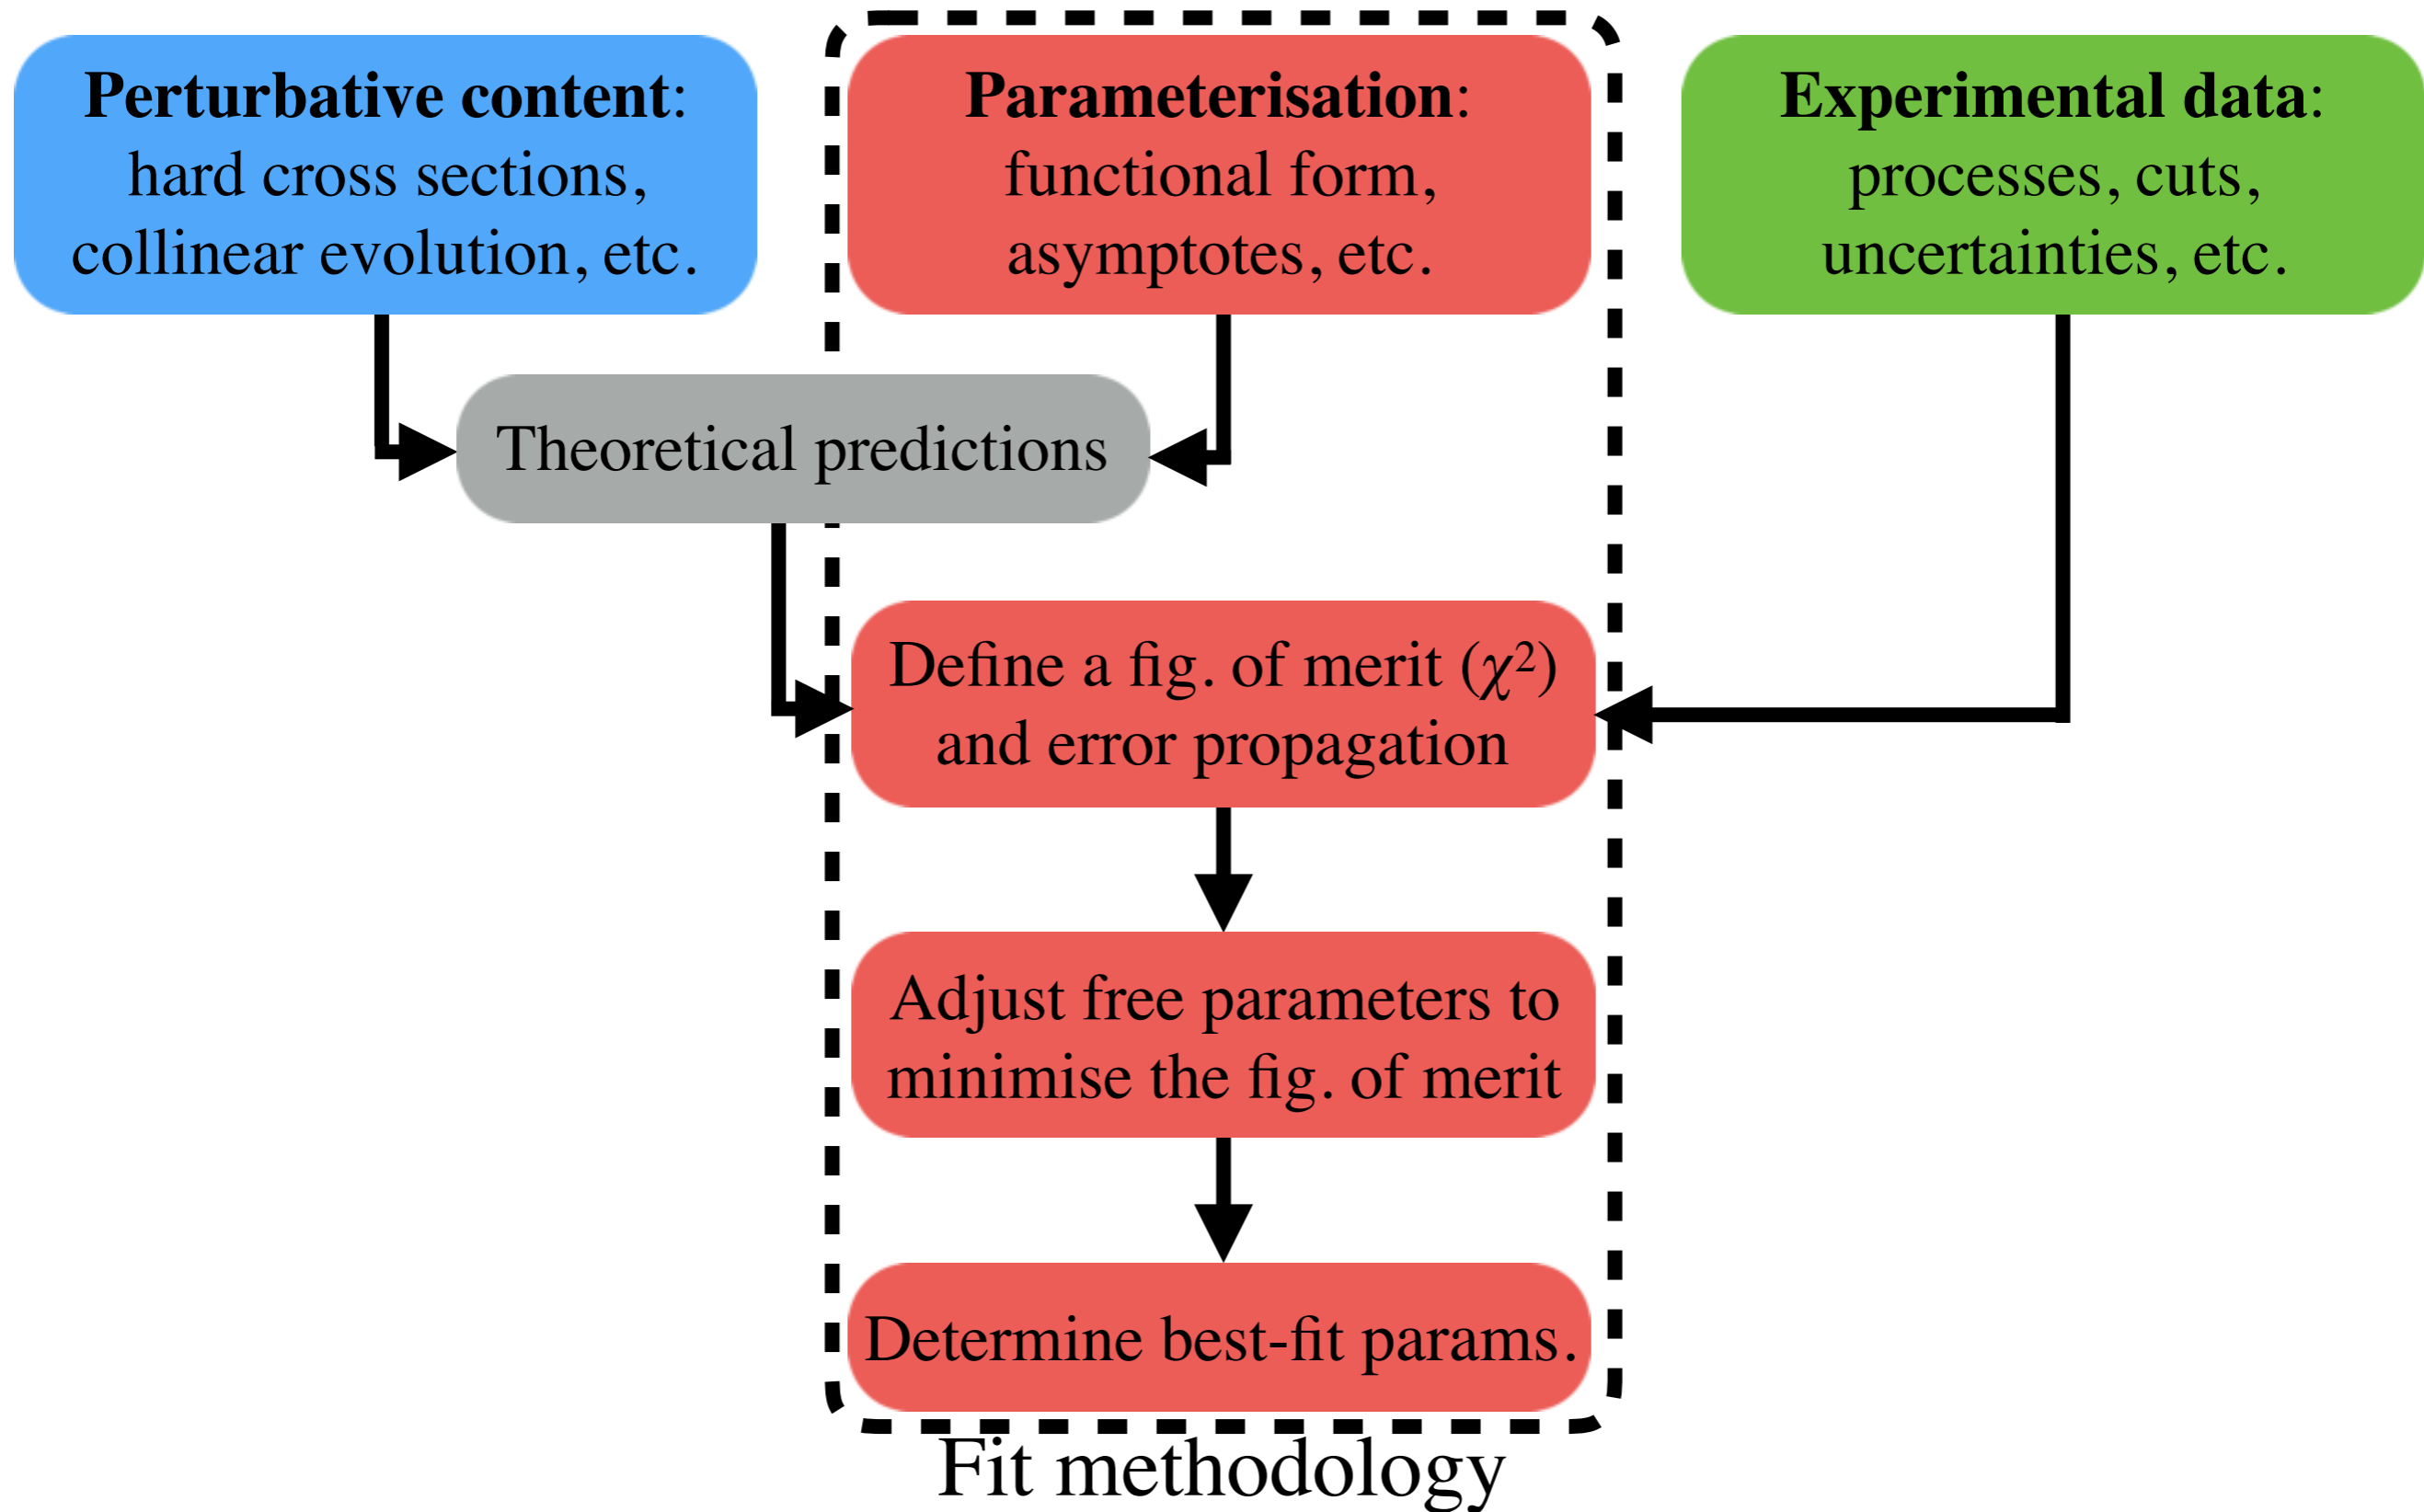 Perturbative content:
hard cross sections,
collinear evolution, etc.
Parameterisation:
functional form,
asymptotes, etc.
Experimental data:
processes, cuts,
uncertainties, etc.
Theoretical predictions
Define a fig. of merit (χ²)
and error propagation
Adjust free parameters to
minimise the fig. of merit
Determine best-fit params.
Fit methodology